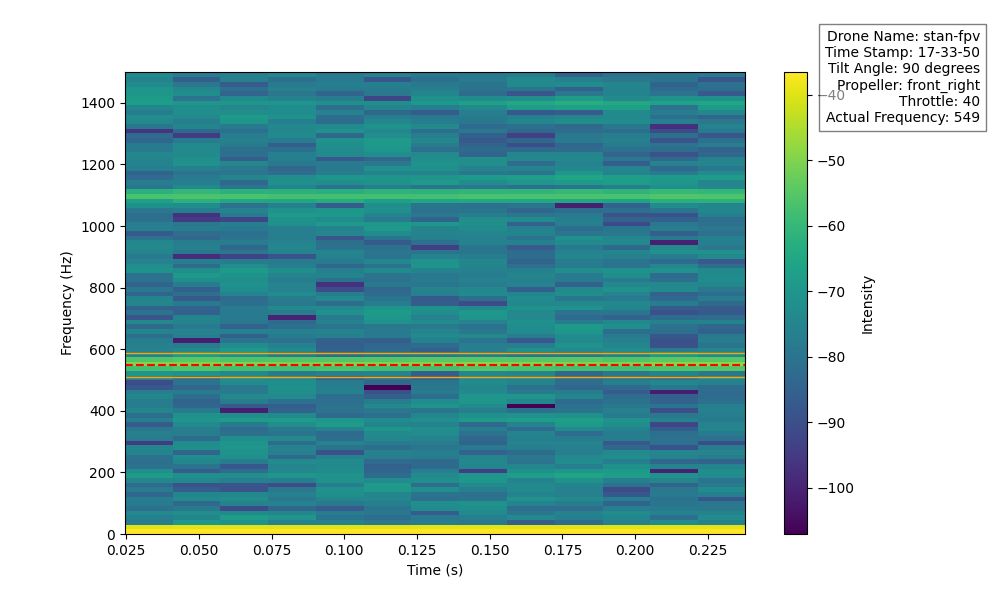 Drone Name: stan-fpv
Time Stamp: 17-33-50
Tilt Angle: 90 degrees
Propeller: front_right
Throttle: 40
Actual Frequency: 549
1400
1200
1000
800
600
400
200
0
Frequency (Hz)
0.025
0.050
0.075
0.100
0.125
0.150
0.175
0.200
0.225
Time (s)
−40
−50
−60
−70
−80
−90
−100
Intensity